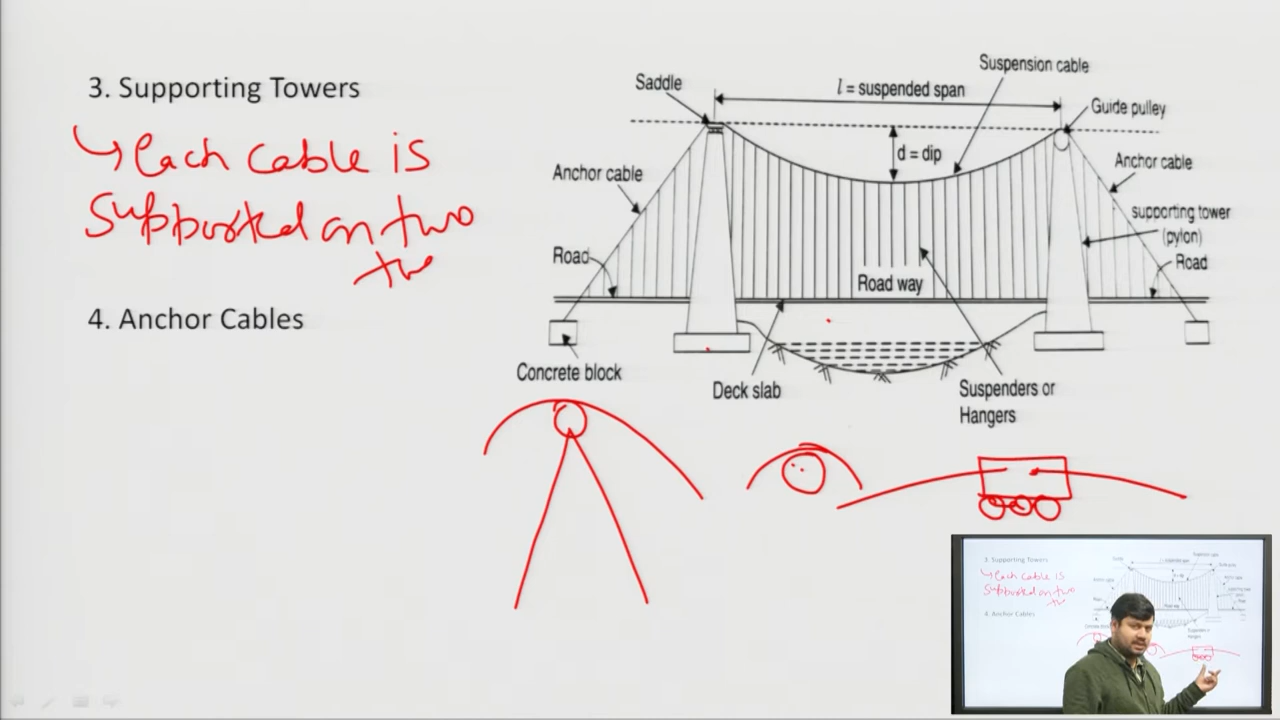 3. Supporting Towers
↳ Each cable is
Supported on two
4. Anchor Cables
Saddle
l = suspended span
Suspension cable
Guide pulley
d = dip
Anchor cable
Anchor cable
supporting tower
(pylon)
Road
Road way
Road
Concrete block
Deck slab
Suspenders or
Hangers